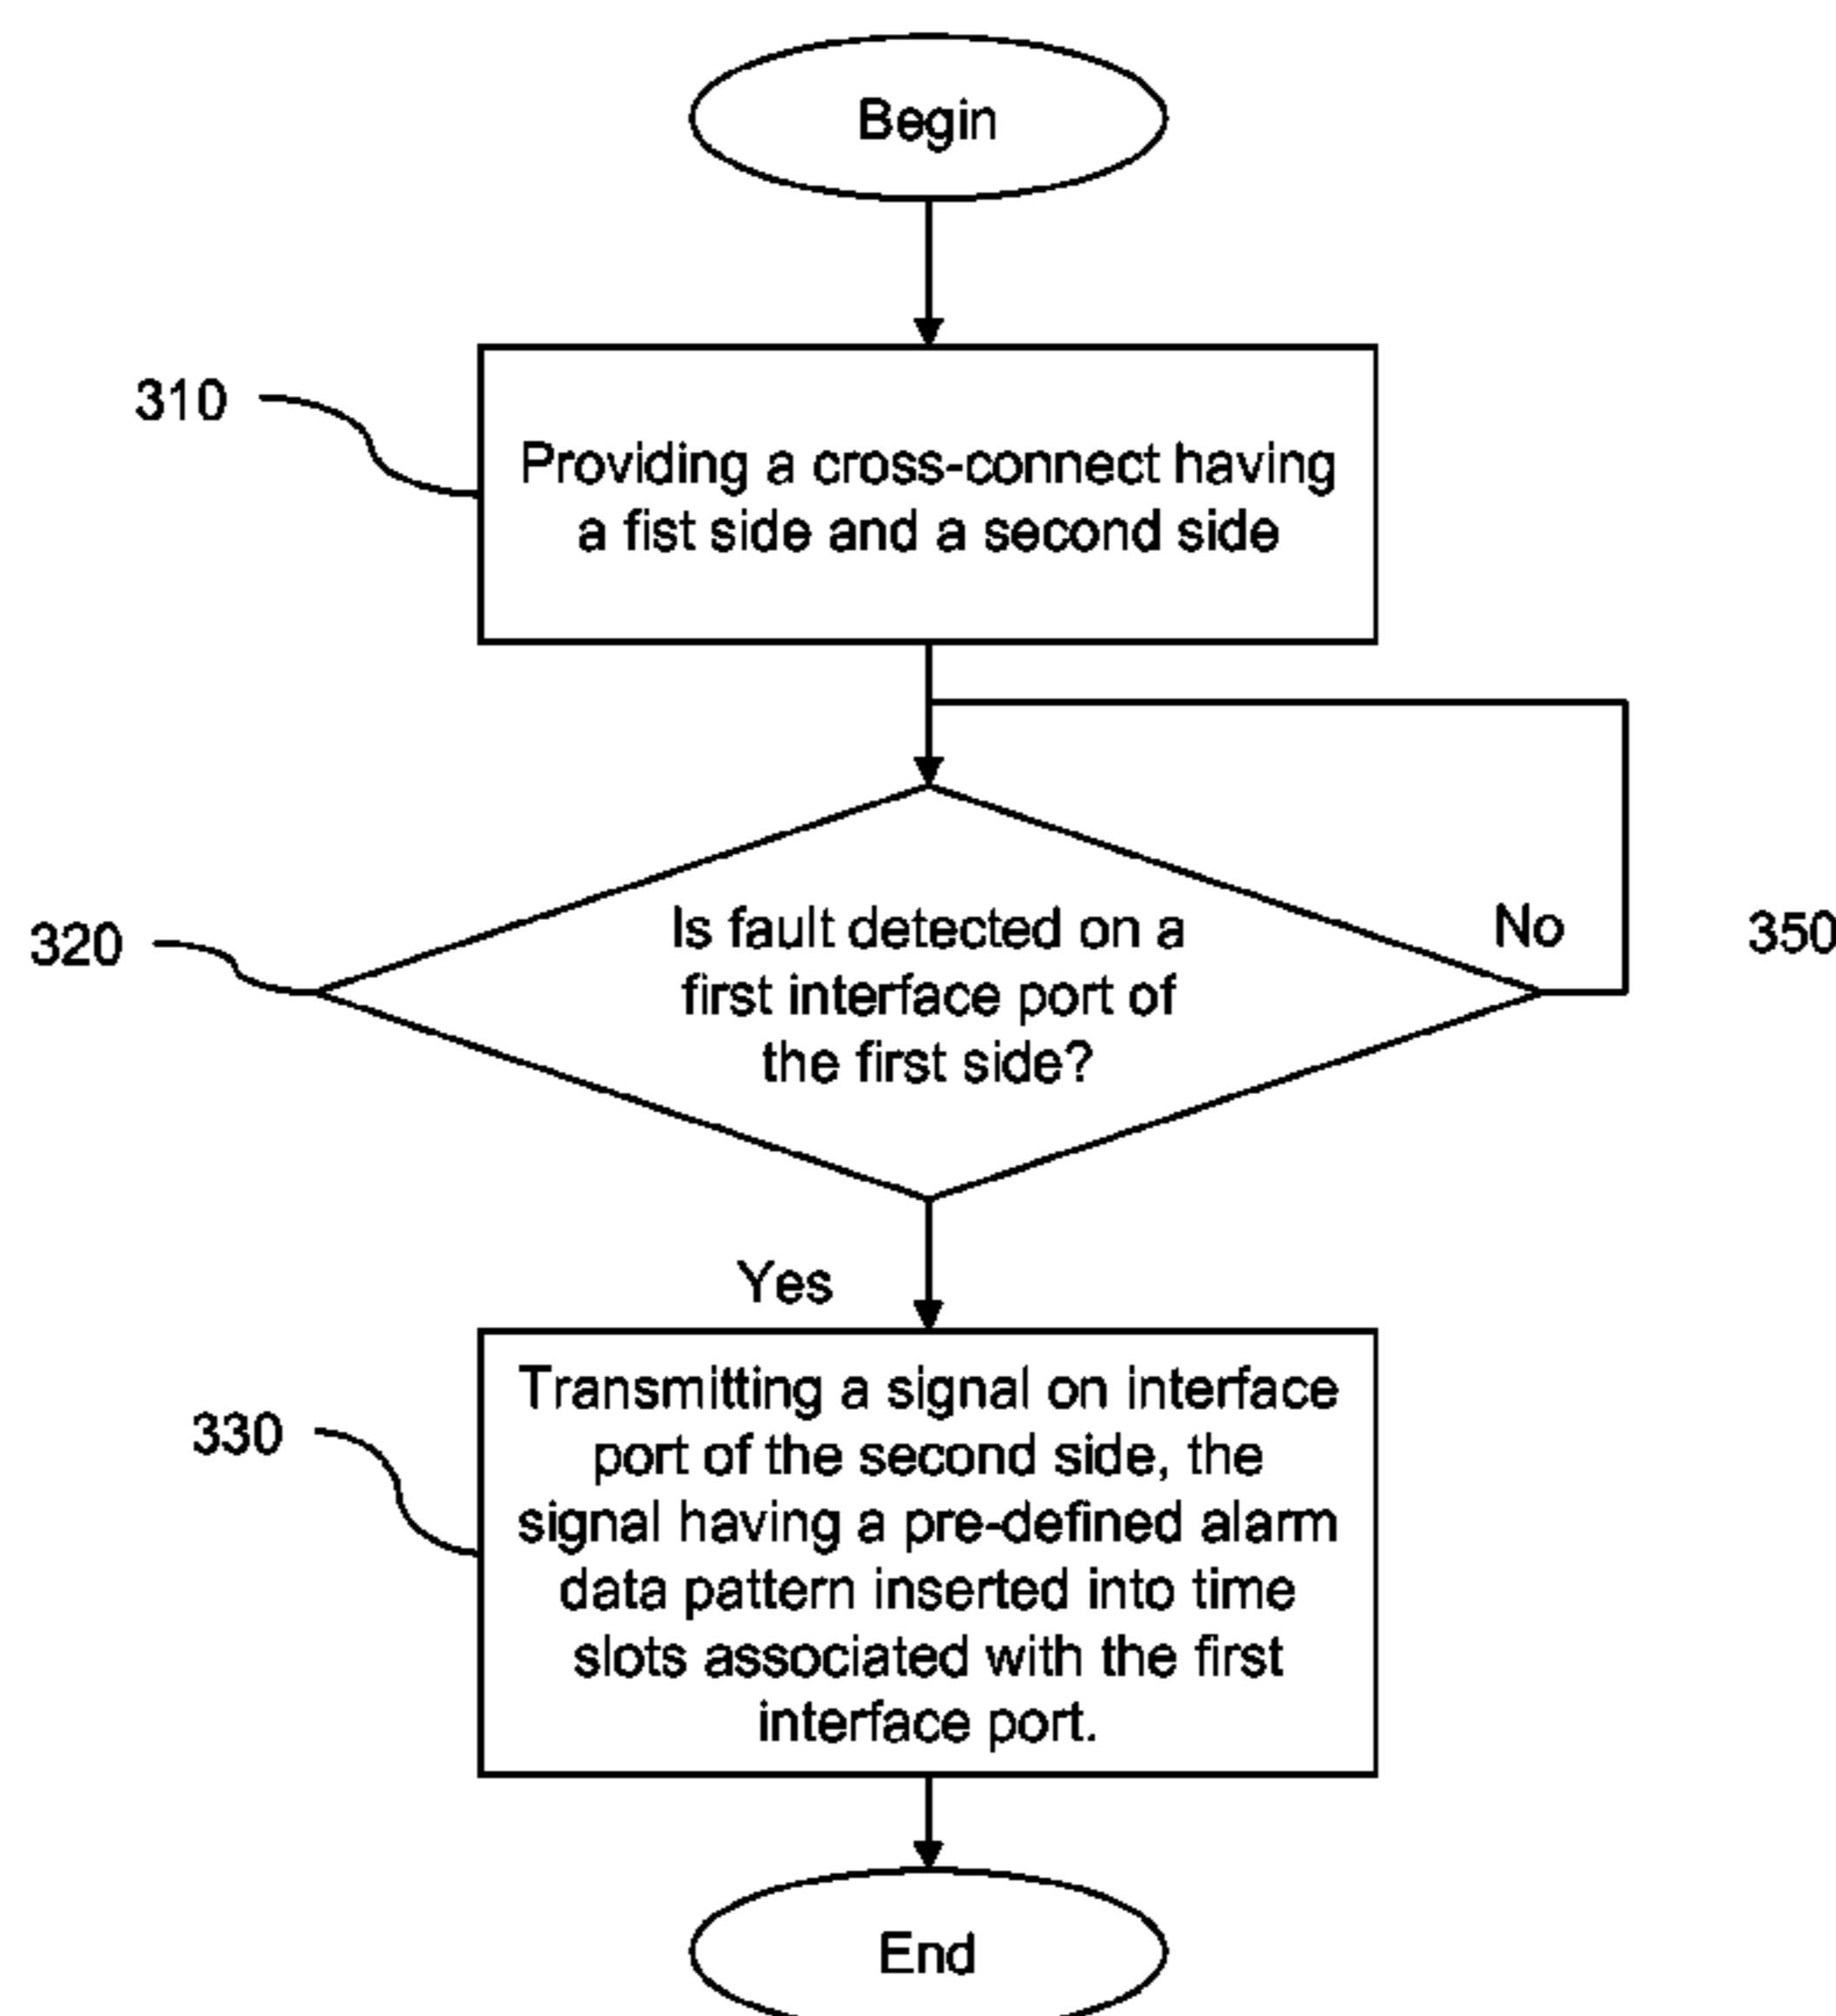 Begin
310
Providing a cross-connect having
a fist side and a second side
320
Is fault detected on a
first interface port of
the first side?
No
350
Yes
330
Transmitting a signal on interface
port of the second side, the
signal having a pre-defined alarm
data pattern inserted into time
slots associated with the first
interface port.
End